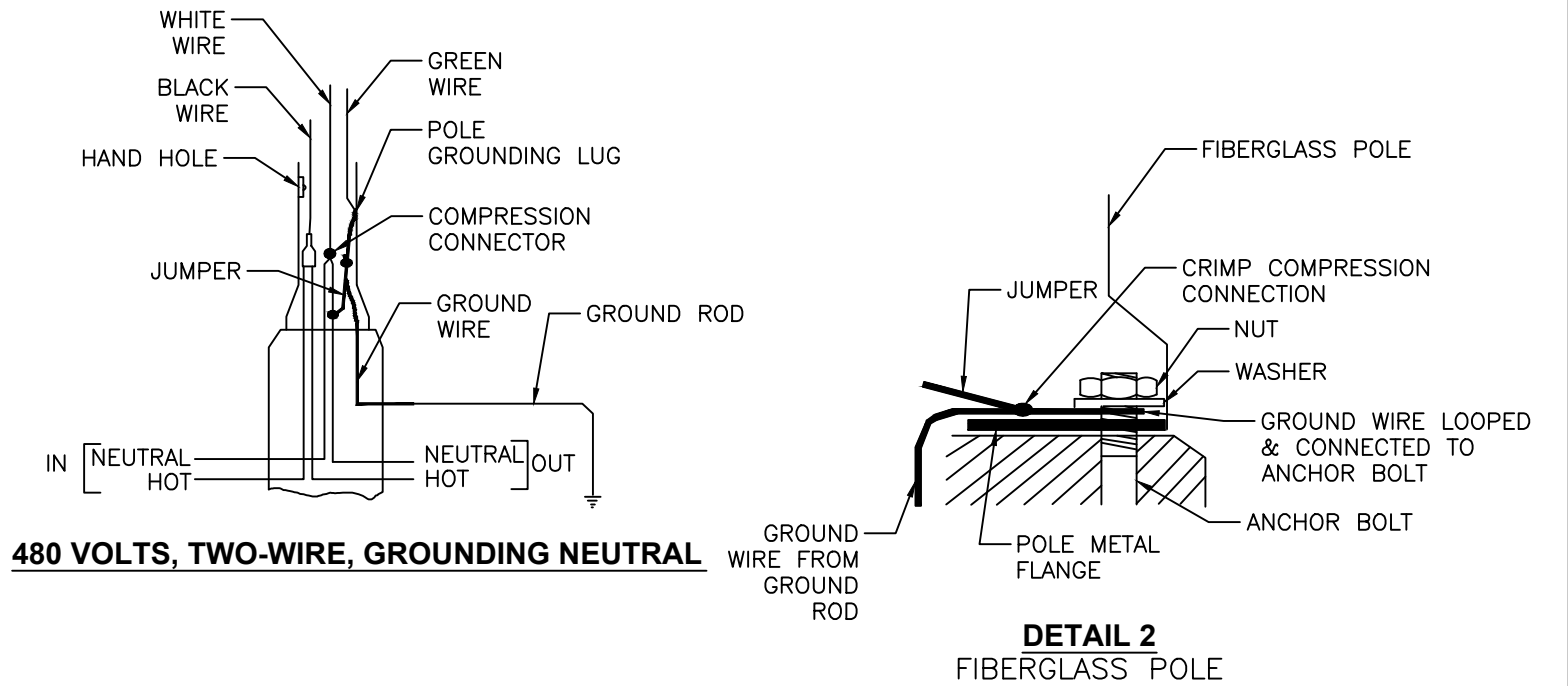 WHITE
WIRE
GREEN
WIRE
BLACK
WIRE
POLE
GROUNDING LUG
HAND HOLE
COMPRESSION
CONNECTOR
JUMPER
GROUND
WIRE
GROUND ROD
IN
NEUTRAL
HOT
NEUTRAL
HOT
OUT
480 VOLTS, TWO-WIRE, GROUNDING NEUTRAL
FIBERGLASS POLE
CRIMP COMPRESSION
CONNECTION
JUMPER
NUT
WASHER
GROUND WIRE LOOPED
& CONNECTED TO
ANCHOR BOLT
ANCHOR BOLT
GROUND
WIRE FROM
GROUND
ROD
POLE METAL
FLANGE
DETAIL 2
FIBERGLASS POLE